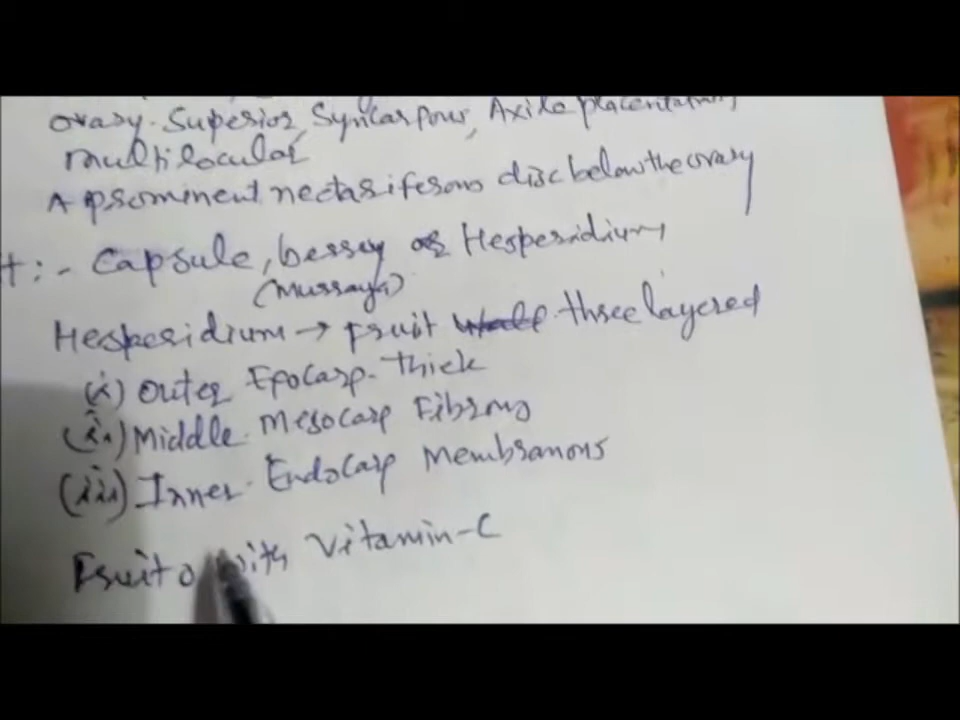 Ovary. Superior, Syncarpous, Axile placentation,
multilocular
A prominent nectariferous disc below the ovary
t :- Capsule, berry or Hesperidium,
(Murraya)
Hesperidium → Fruit three layered
(i) Outer Epocarp. Thick
(ii) Middle. Mesocarp Fibrous
(iii) Inner. Endocarp Membranous
Fruit with Vitamin-C